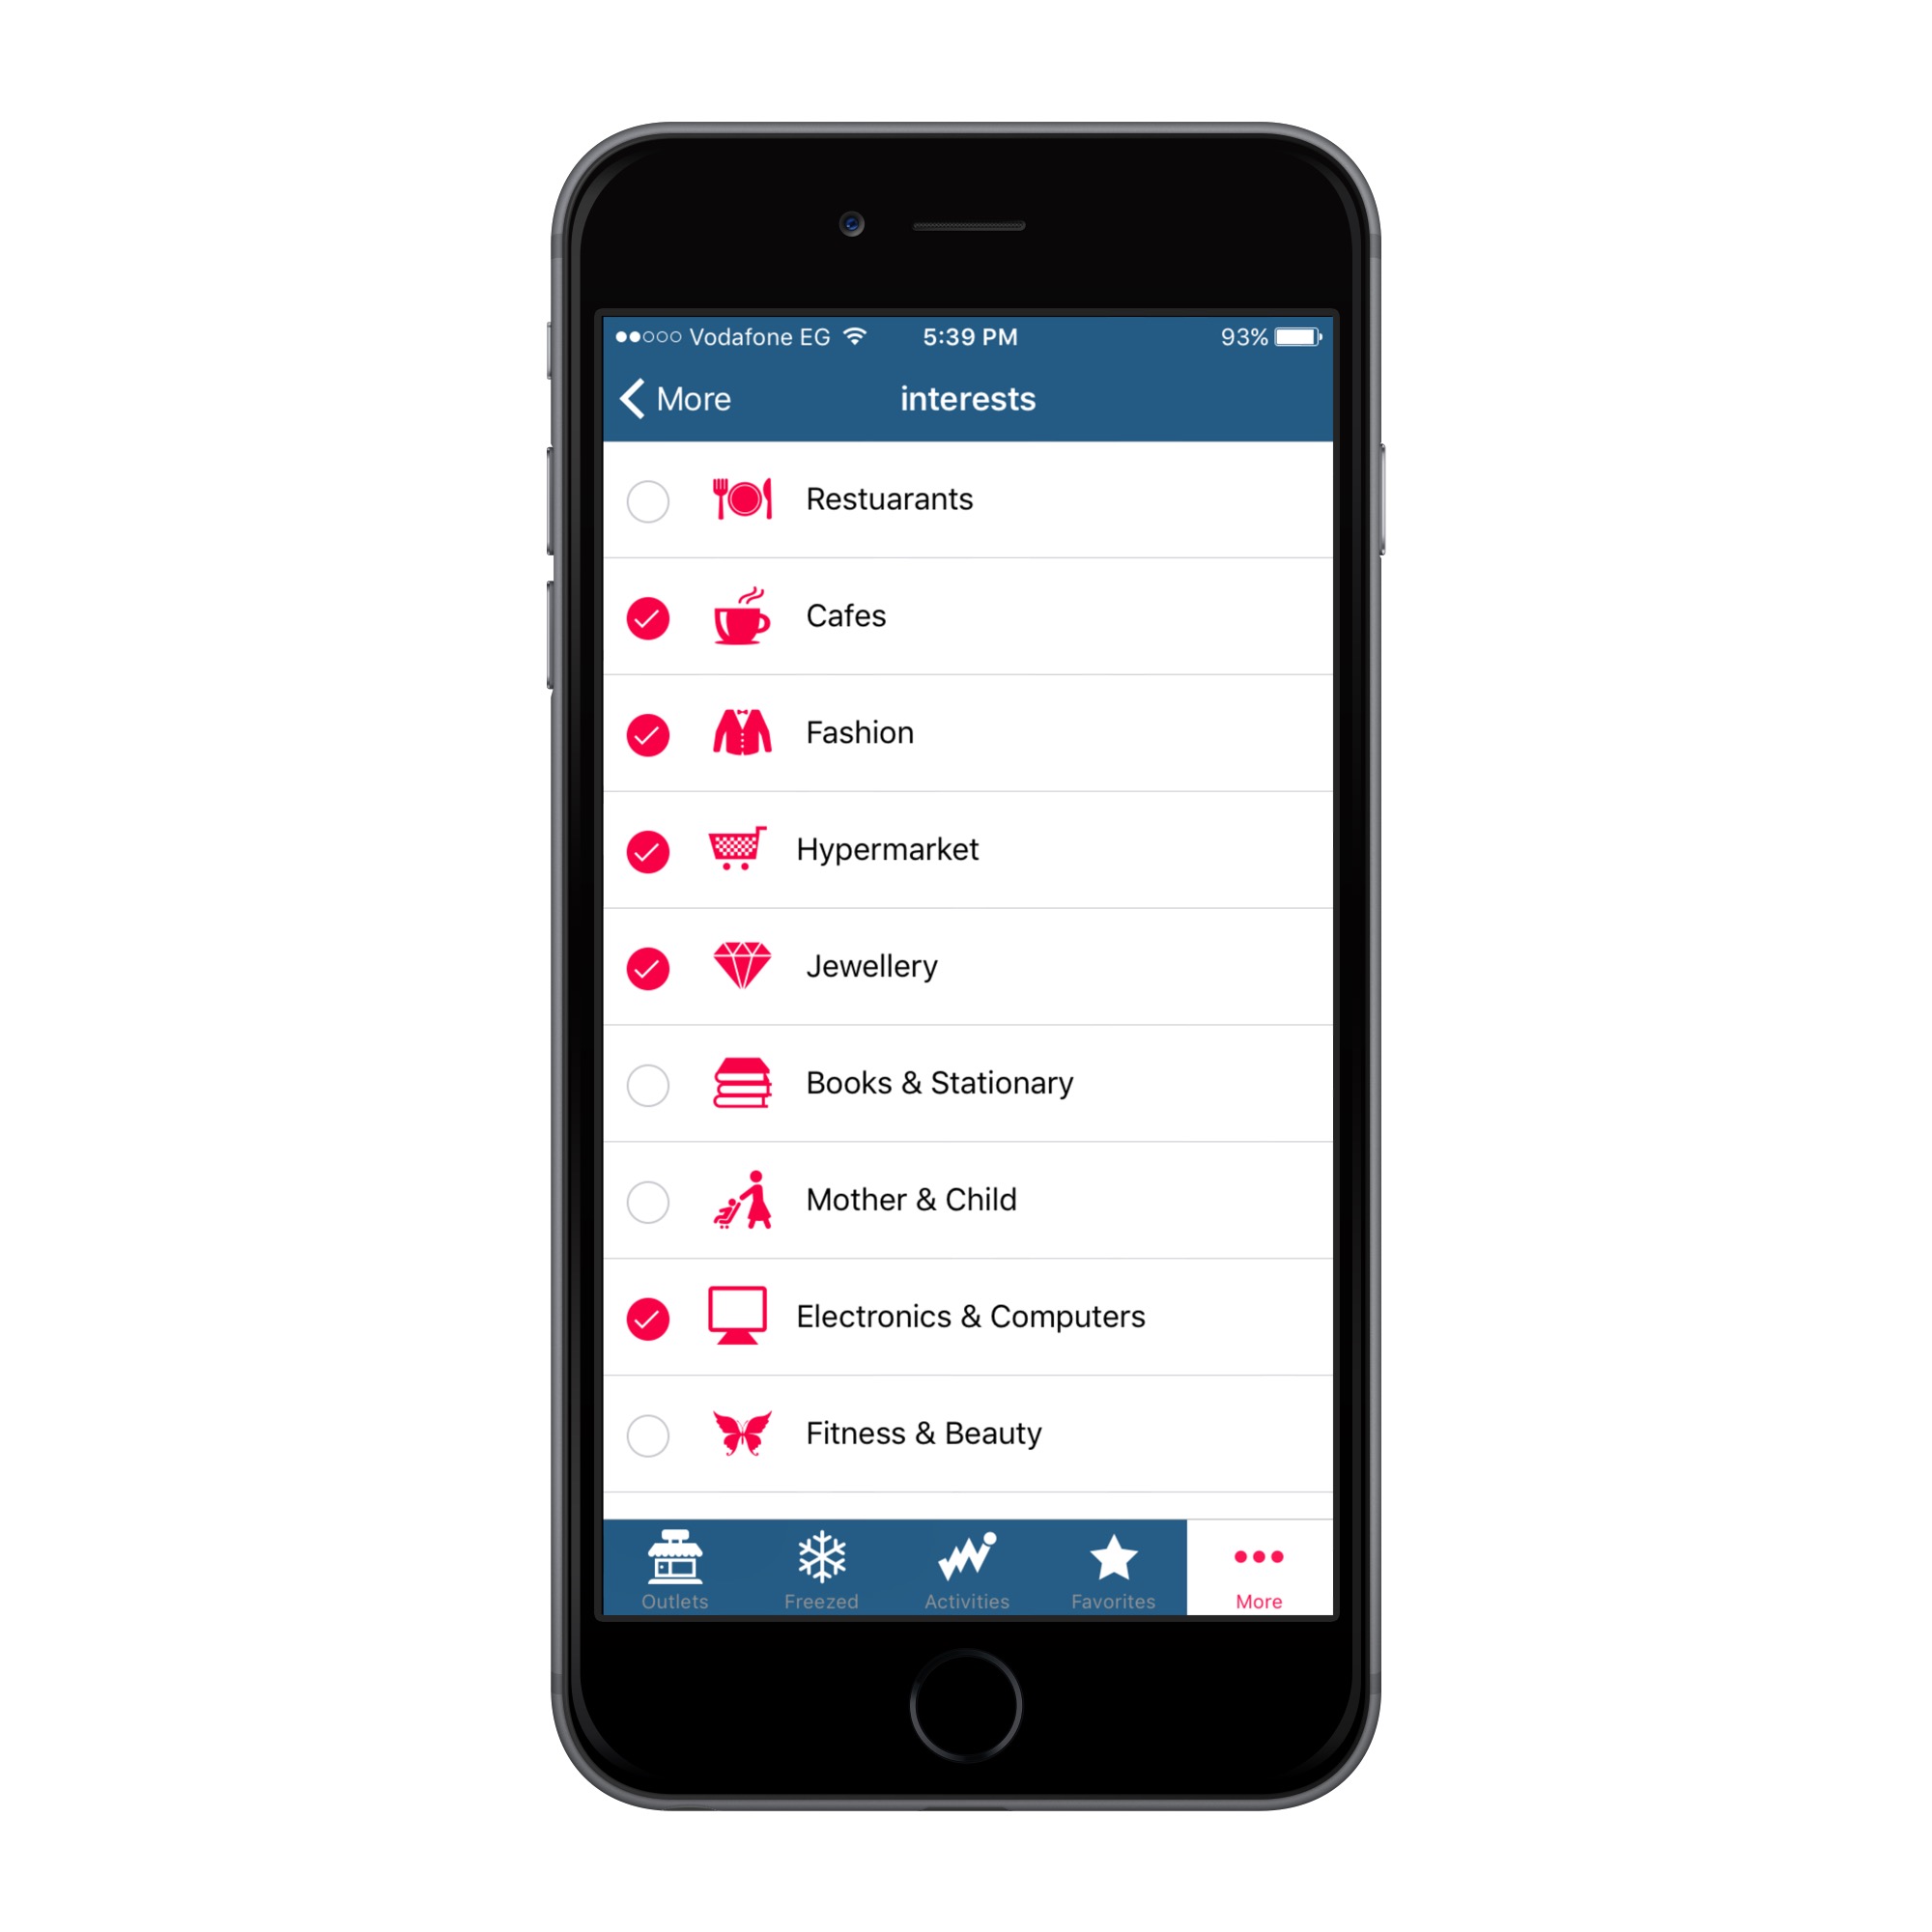 Vodafone EG 5:39 PM 93%
More interests
Restuarants
Cafes
Fashion
Hypermarket
Jewellery
Books & Stationary
Mother & Child
Electronics & Computers
Fitness & Beauty
Outlets Freezed Activities Favorites More